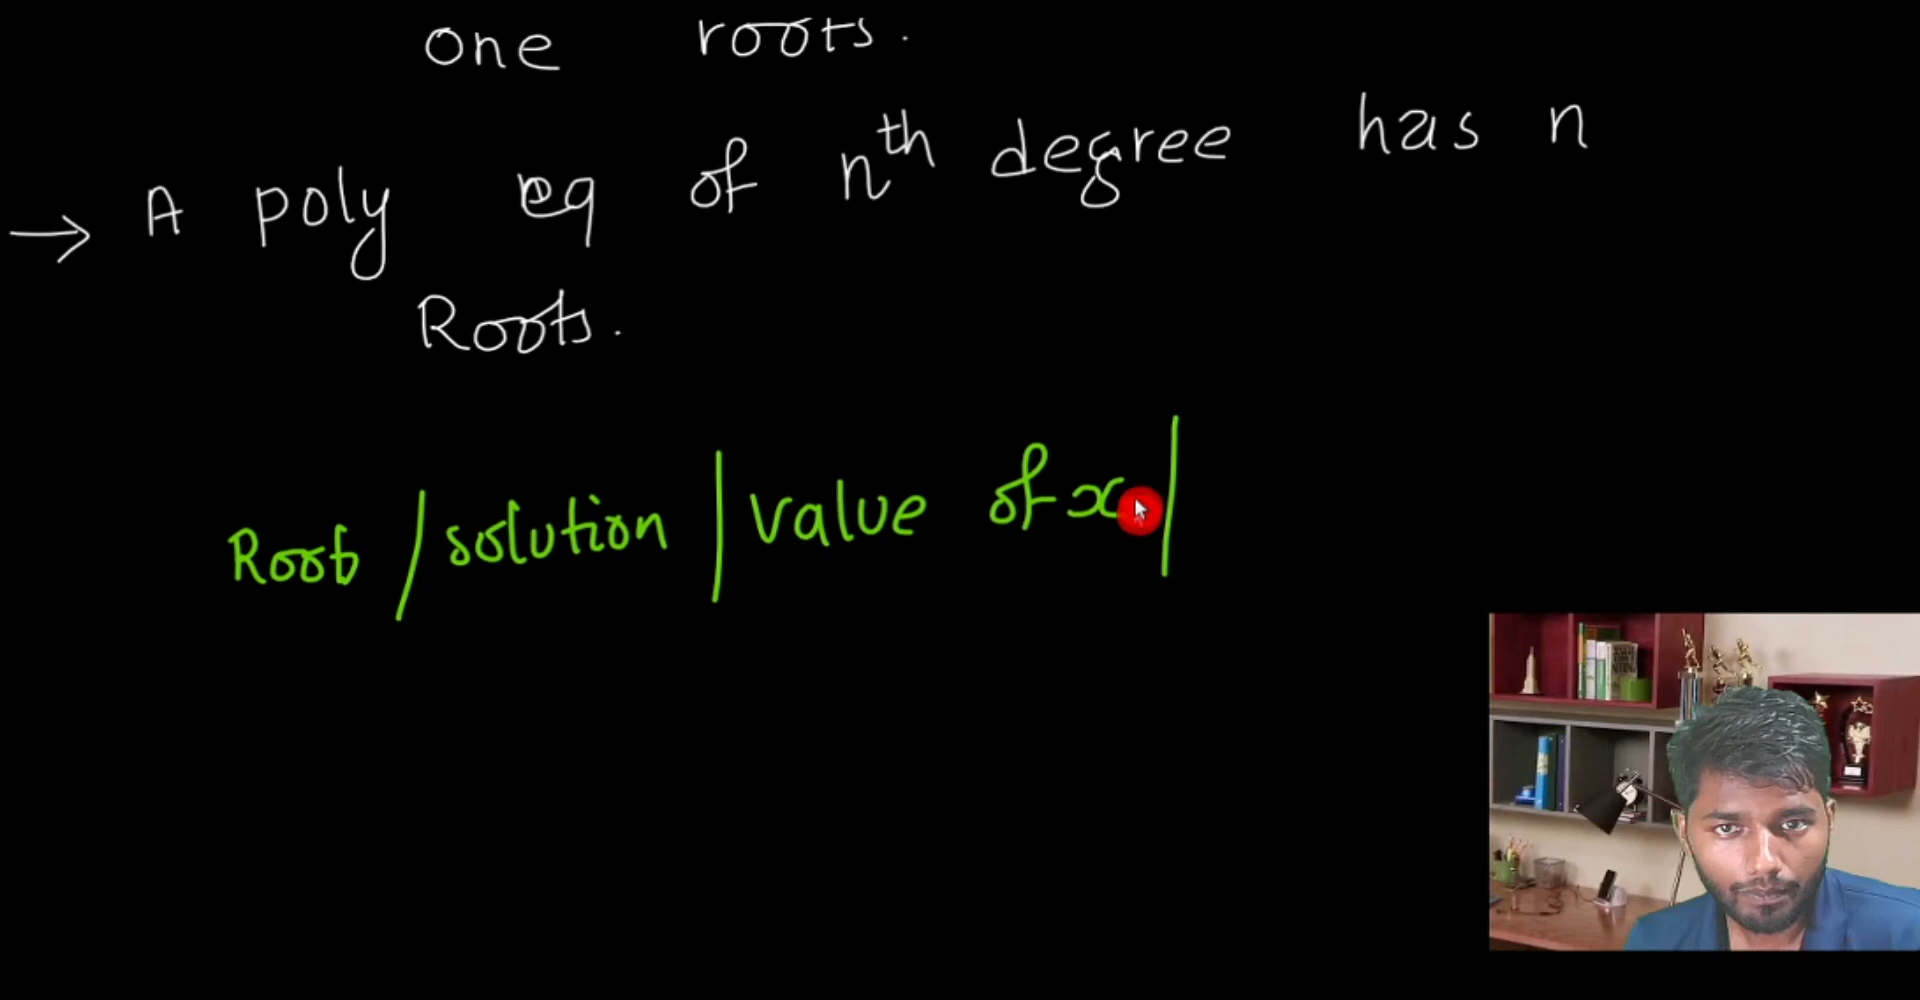 one roots.
→ A poly eq of nth degree has n
Roots.
Root / solution | value of x |